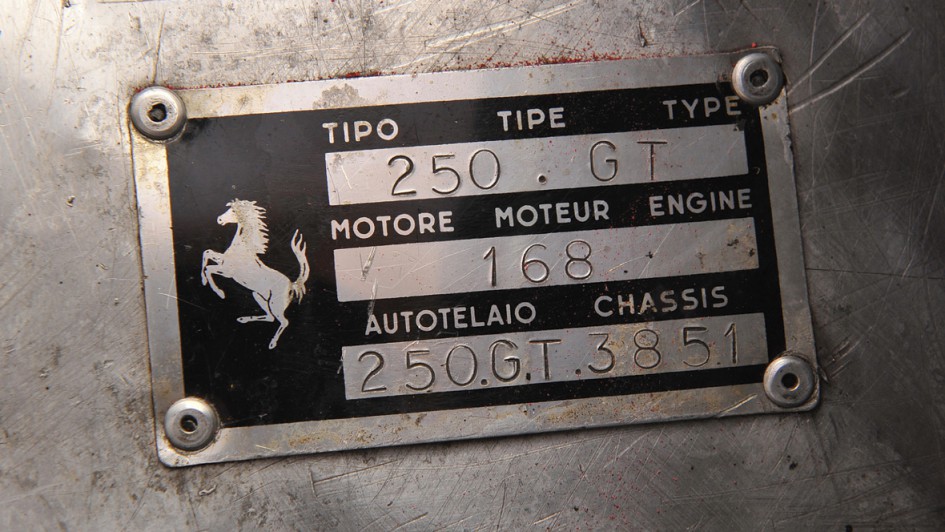 TIPO TIPE TYPE
250 . GT
MOTORE MOTEUR ENGINE
168
AUTOTELAIO CHASSIS
250.G.T.3851